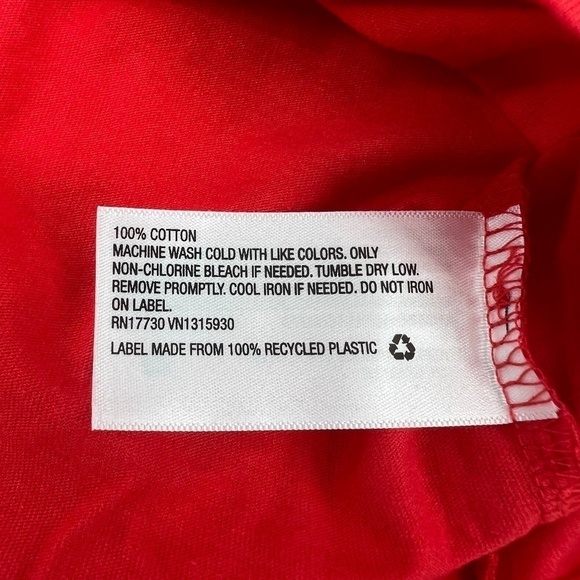 100% COTTON
MACHINE WASH COLD WITH LIKE COLORS. ONLY
NON-CHLORINE BLEACH IF NEEDED. TUMBLE DRY LOW.
REMOVE PROMPTLY. COOL IRON IF NEEDED. DO NOT IRON
ON LABEL.
RN17730 VN1315930
LABEL MADE FROM 100% RECYCLED PLASTIC